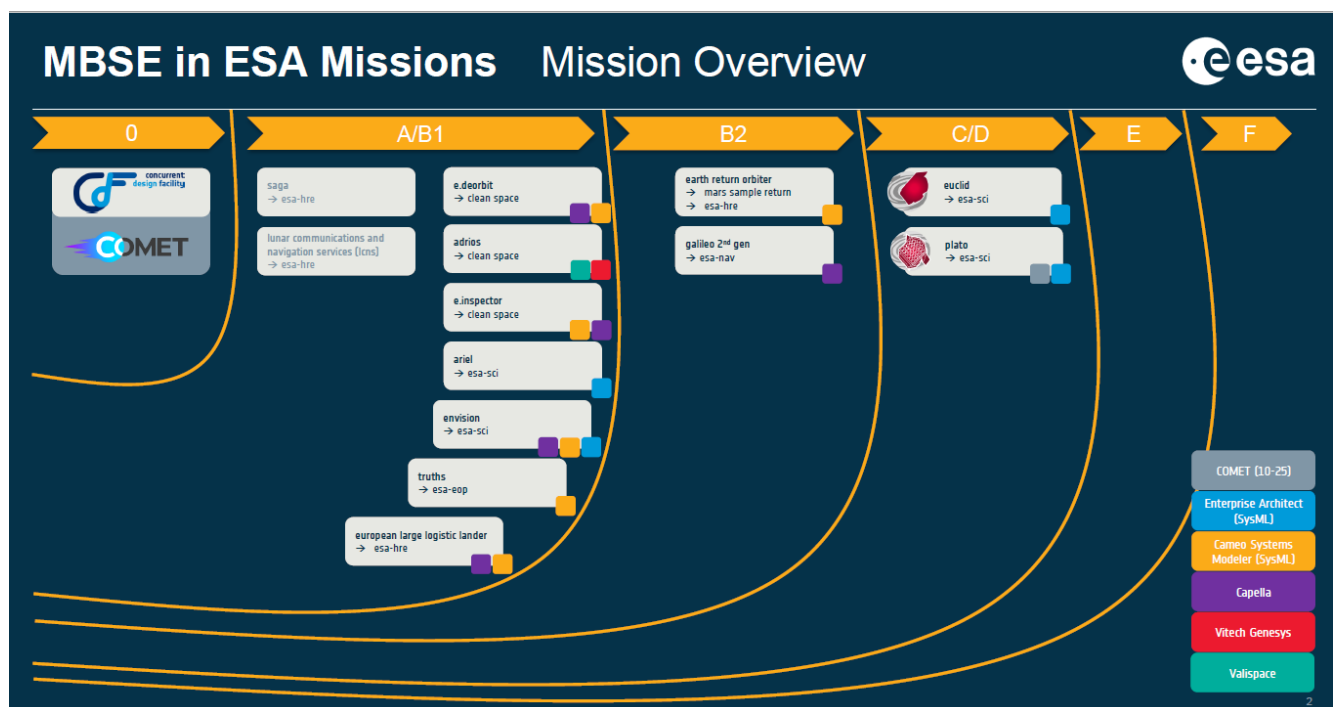 MBSE in ESA Missions Mission Overview
esa
0
A/B1
B2
C/D
E
F
concurrent
design facility
cdf
COMET
saga
→ esa-hre
lunar communications and
navigation services (lcns)
→ esa-hre
e.deorbit
→ clean space
adrios
→ clean space
e.inspector
→ clean space
ariel
→ esa-sci
envision
→ esa-sci
truths
→ esa-eop
european large logistic lander
→ esa-hre
earth return orbiter
→ mars sample return
→ esa-hre
galileo 2nd gen
→ esa-nav
euclid
→ esa-sci
plato
→ esa-sci
COMET (10-25)
Enterprise Architect
(SysML)
Cameo Systems
Modeler (SysML)
Capella
Vitech Genesys
Valispace
2